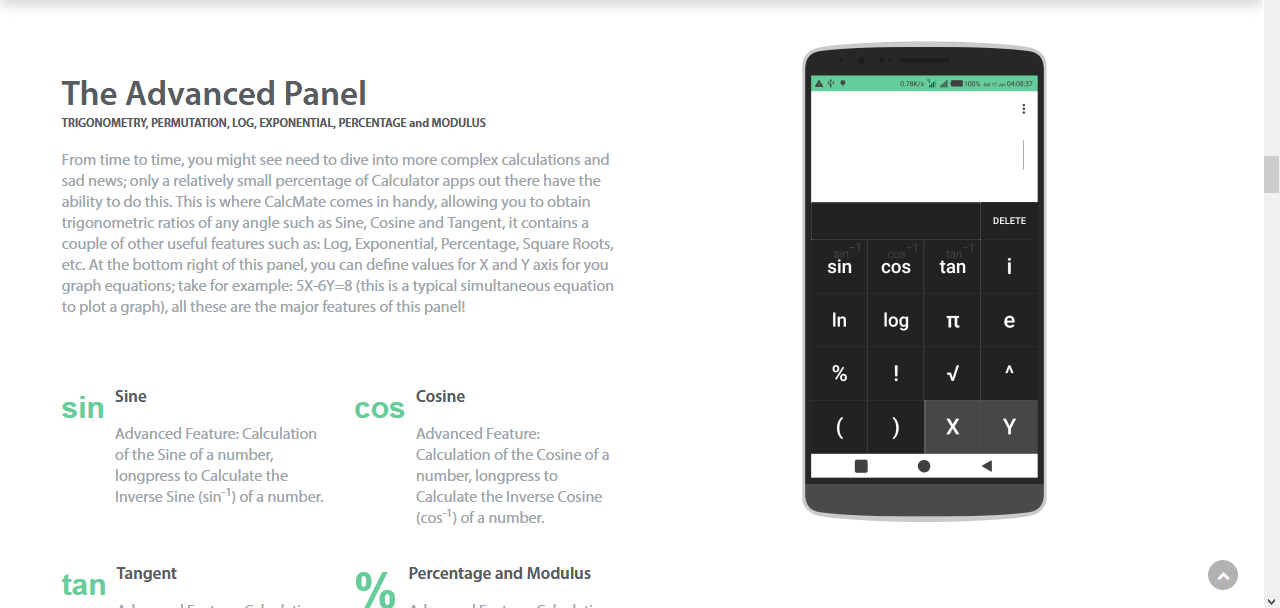 The Advanced Panel
TRIGONOMETRY, PERMUTATION, LOG, EXPONENTIAL, PERCENTAGE and MODULUS
From time to time, you might see need to dive into more complex calculations and
sad news; only a relatively small percentage of Calculator apps out there have the
ability to do this. This is where CalcMate comes in handy, allowing you to obtain
trigonometric ratios of any angle such as Sine, Cosine and Tangent, it contains a
couple of other useful features such as: Log, Exponential, Percentage, Square Roots,
etc. At the bottom right of this panel, you can define values for X and Y axis for you
graph equations; take for example: 5X-6Y=8 (this is a typical simultaneous equation
to plot a graph), all these are the major features of this panel!
sin
Sine
Advanced Feature: Calculation
of the Sine of a number,
longpress to Calculate the
Inverse Sine (sin⁻¹) of a number.
cos
Cosine
Advanced Feature:
Calculation of the Cosine of a
number, longpress to
Calculate the Inverse Cosine
(cos⁻¹) of a number.
tan
Tangent
%
Percentage and Modulus
0.78K/s 100% Sat 17 Jun 04:08:37
DELETE
sin⁻¹ cos⁻¹ tan⁻¹
sin cos tan i
ln log π e
% ! √ ^
( ) X Y